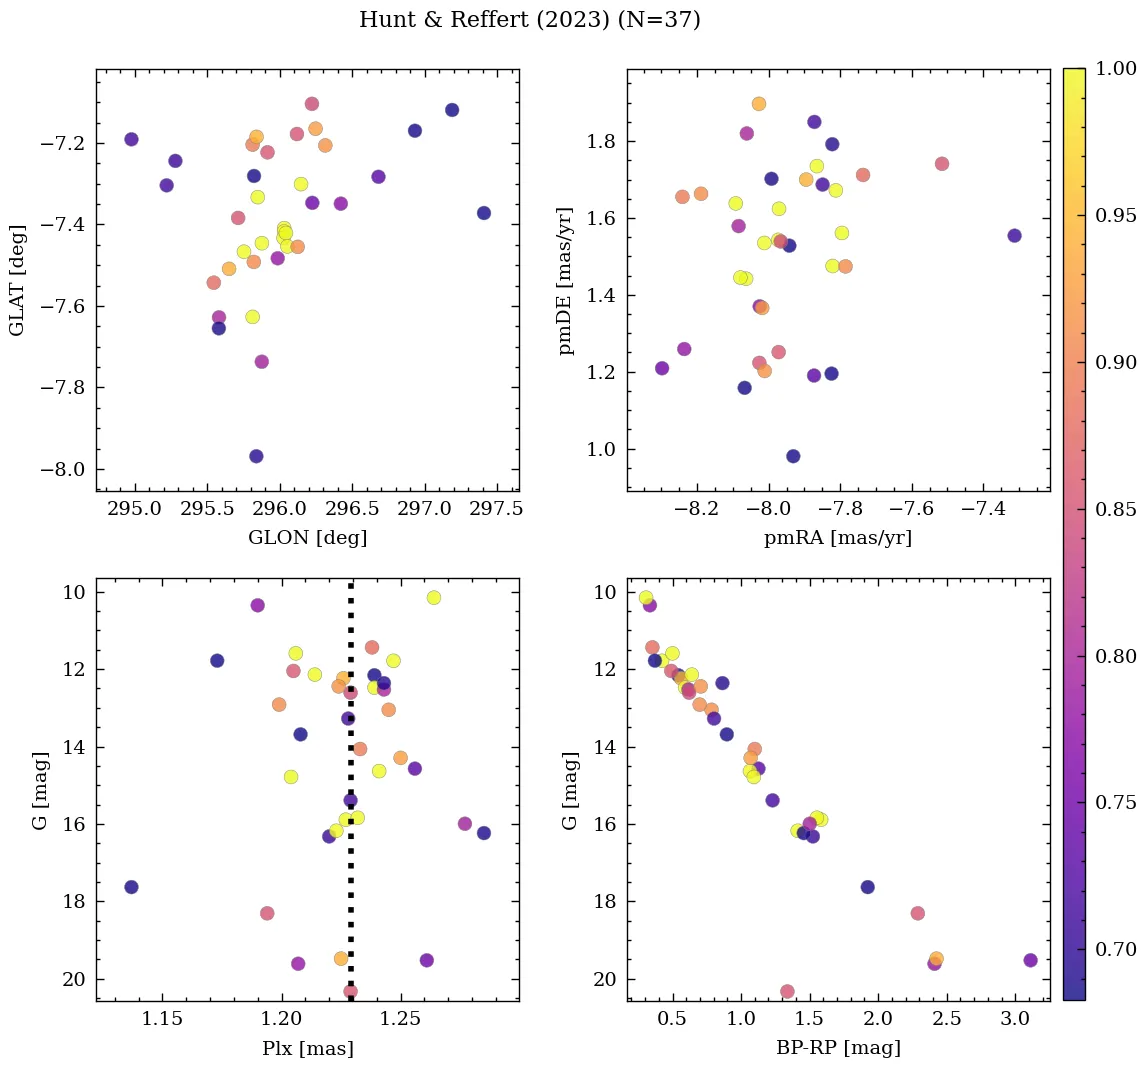 Hunt & Reffert (2023) (N=37)
GLAT [deg]
−7.2
−7.4
−7.6
−7.8
−8.0
295.0 295.5 296.0 296.5 297.0 297.5
GLON [deg]
pmDE [mas/yr]
1.8
1.6
1.4
1.2
1.0
−8.2 −8.0 −7.8 −7.6 −7.4
pmRA [mas/yr]
G [mag]
10
12
14
16
18
20
1.15 1.20 1.25
Plx [mas]
G [mag]
10
12
14
16
18
20
0.5 1.0 1.5 2.0 2.5 3.0
BP-RP [mag]
1.00
0.95
0.90
0.85
0.80
0.75
0.70